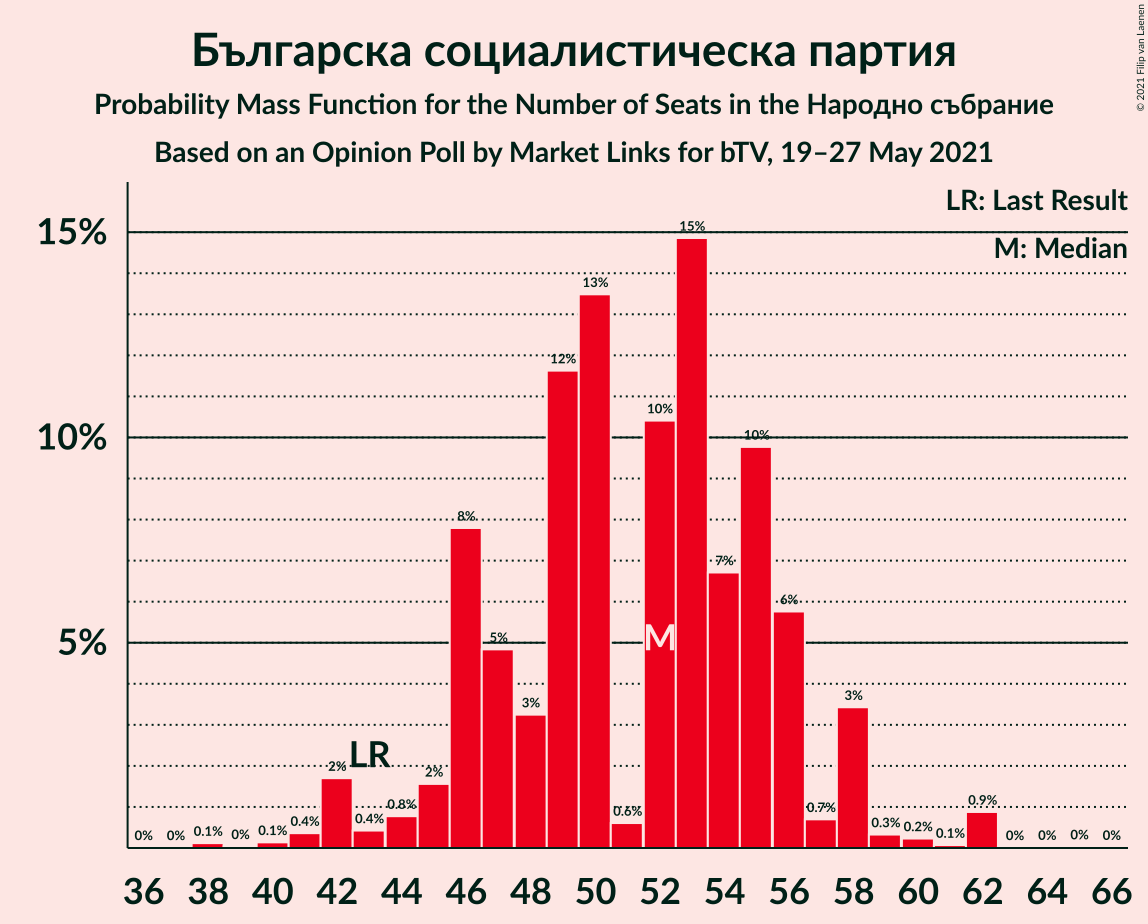 Българска социалистическа партия
Probability Mass Function for the Number of Seats in the Народно събрание
Based on an Opinion Poll by Market Links for bTV, 19–27 May 2021
© 2021 Filip van Laenen
LR: Last Result
M: Median
15%
10%
5%
0% 0% 0.1% 0% 0.1% 0.4% 2% 0.4% 0.8% 2% 8% 5% 3% 12% 13% 0.6% 10% 15% 7% 10% 6% 0.7% 3% 0.3% 0.2% 0.1% 0.9% 0% 0% 0% 0%
LR
M
36 38 40 42 44 46 48 50 52 54 56 58 60 62 64 66